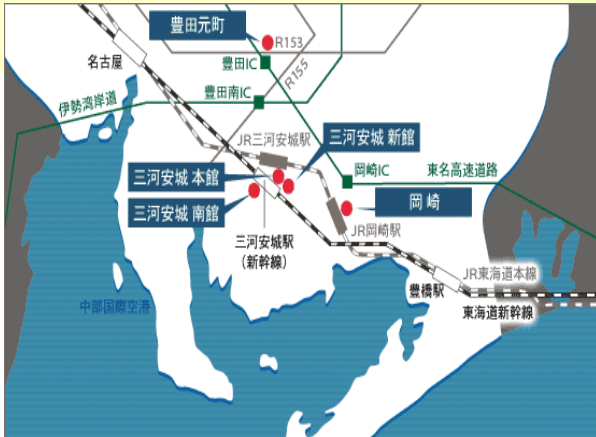 豊田元町
R153
名古屋
豊田IC
R155
伊勢湾岸道
豊田南IC
JR三河安城駅
三河安城 新館
岡崎IC
東名高速道路
三河安城 本館
三河安城 南館
岡崎
JR岡崎駅
三河安城駅
(新幹線)
豊橋駅
JR東海道本線
東海道新幹線
中部国際空港